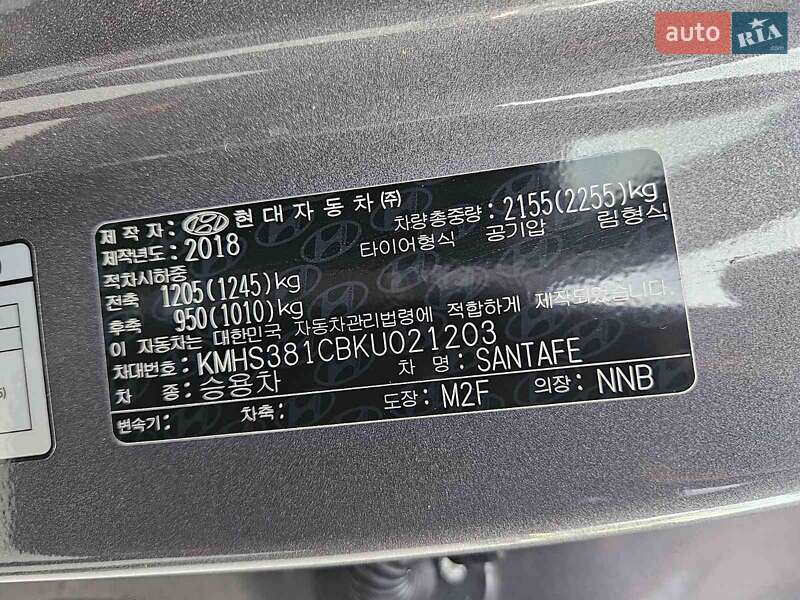 auto RIA.com
제 작 자: 현대자동차(주) 차량총중량: 2155(2255)kg
제작년도: 2018 타이어형식 공기압 림형식
적차시하중
전축 1205(1245)kg
후축 950(1010)kg
이 자동차는 대한민국 자동차관리법령에 적합하게 제작되었습니다.
차대번호: KMHS381CBKU021203
차 종: 승용차 차 명: SANTAFE
변속기: 차축: 도장: M2F 의장: NNB